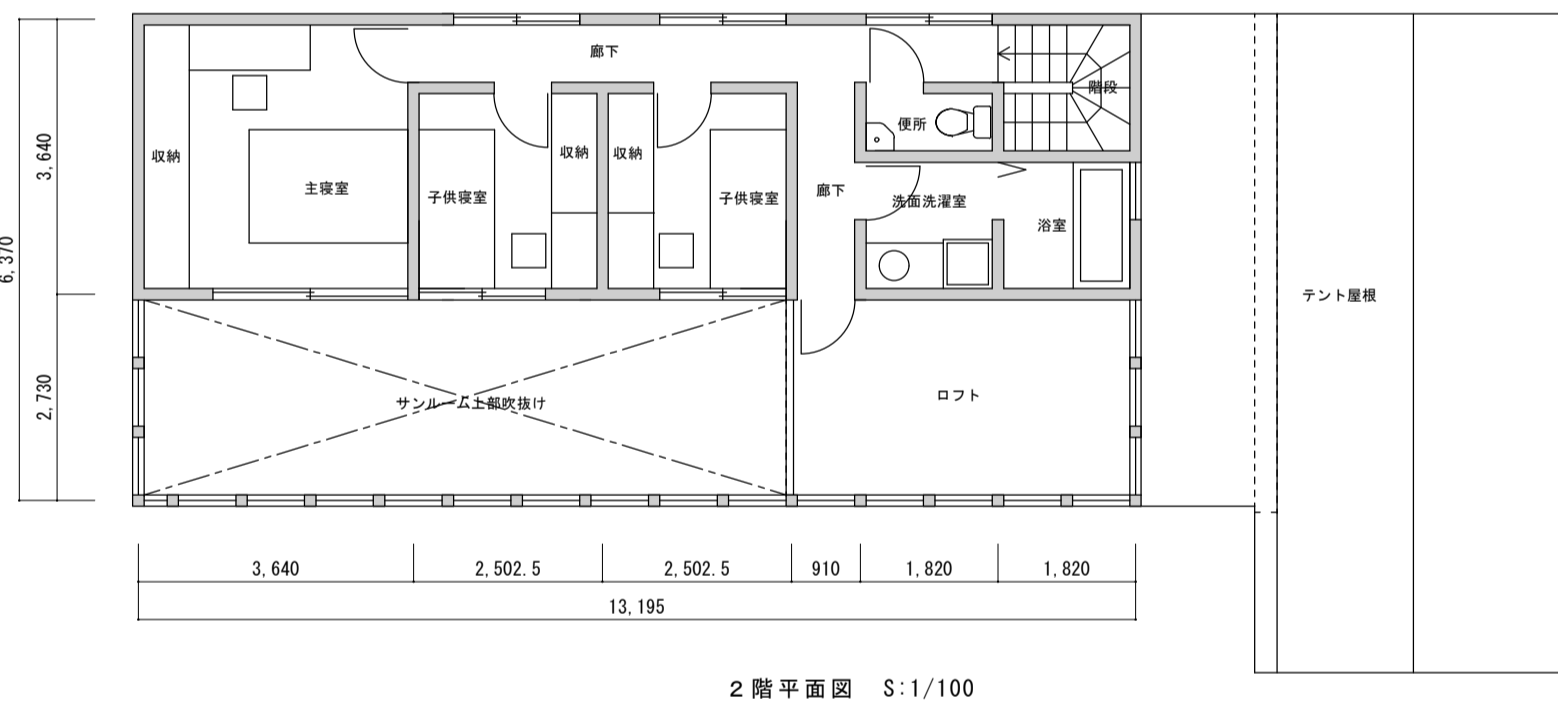 廊下
階段
便所
収納
主寝室
子供寝室
収納
収納
子供寝室
廊下
洗面洗濯室
浴室
テント屋根
サンルーム上部吹抜け
ロフト
3,640
6,370
2,730
3,640
2,502.5
2,502.5
910
1,820
1,820
13,195
2階平面図 S:1/100